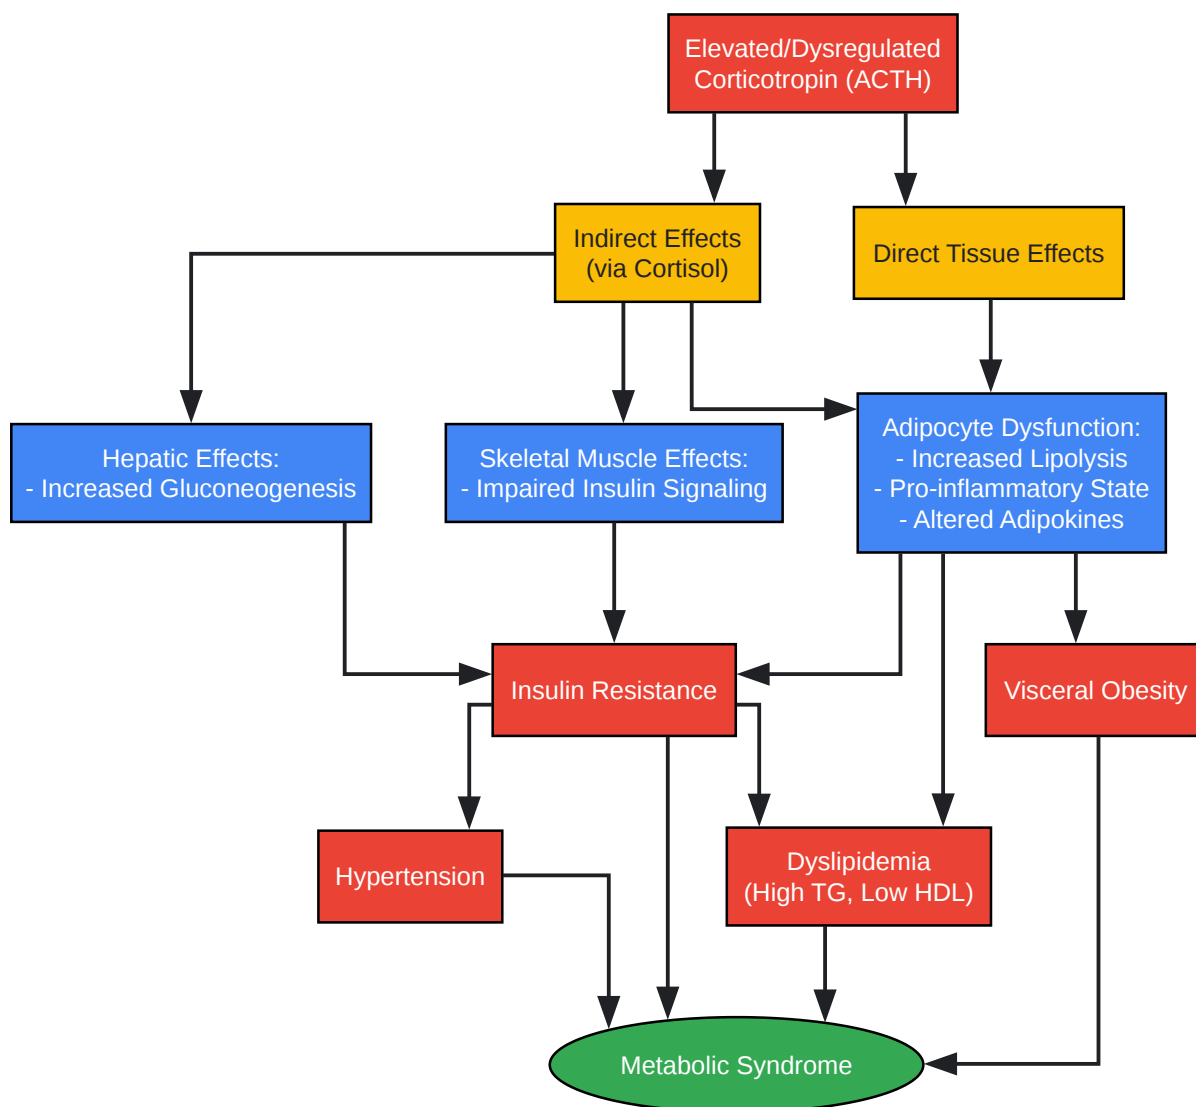 Elevated/Dysregulated
Corticotropin (ACTH)
Indirect Effects
(via Cortisol)
Direct Tissue Effects
Hepatic Effects:
- Increased Gluconeogenesis
Skeletal Muscle Effects:
- Impaired Insulin Signaling
Adipocyte Dysfunction:
- Increased Lipolysis
- Pro-inflammatory State
- Altered Adipokines
Insulin Resistance
Visceral Obesity
Hypertension
Dyslipidemia
(High TG, Low HDL)
Metabolic Syndrome